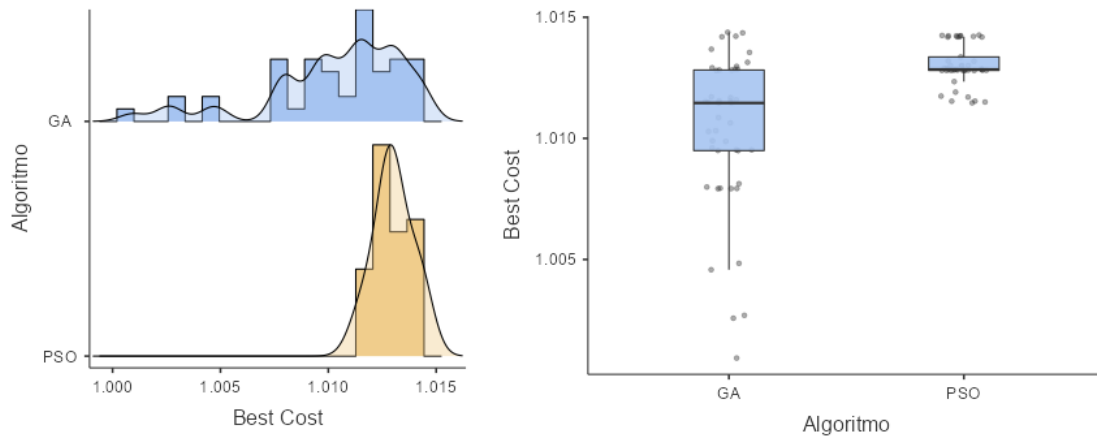 GA
PSO
Algoritmo
1.000 1.005 1.010 1.015
Best Cost
1.015
1.010
1.005
Best Cost
GA PSO
Algoritmo